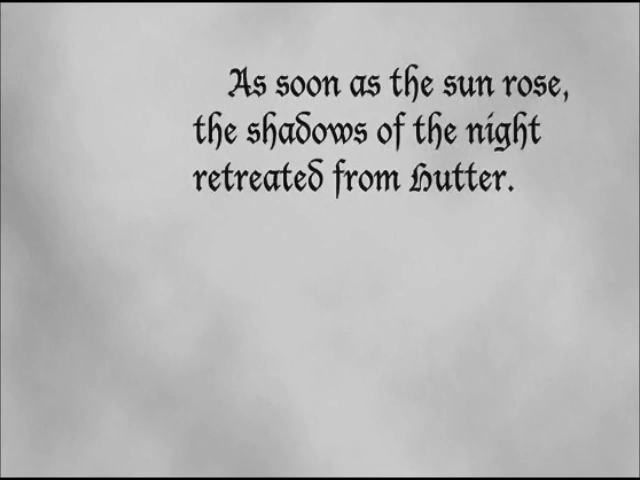 As soon as the sun rose,
the shadows of the night
retreated from Hutter.